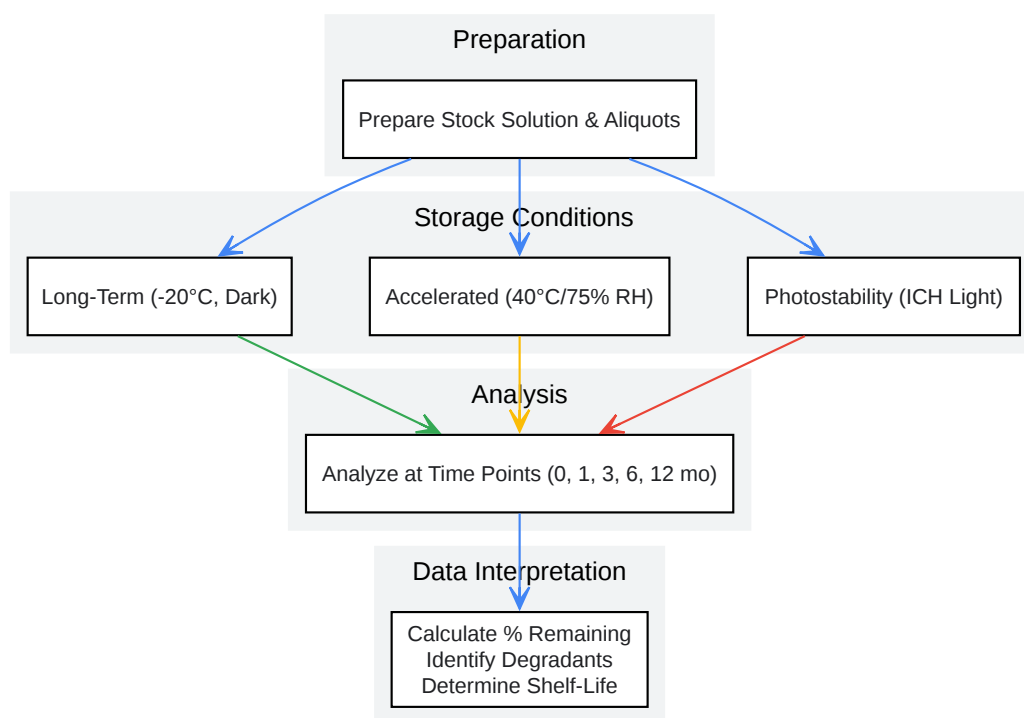 Preparation
Prepare Stock Solution & Aliquots
Storage Conditions
Long-Term (-20°C, Dark)
Accelerated (40°C/75% RH)
Photostability (ICH Light)
Analysis
Analyze at Time Points (0, 1, 3, 6, 12 mo)
Data Interpretation
Calculate % Remaining
Identify Degradants
Determine Shelf-Life